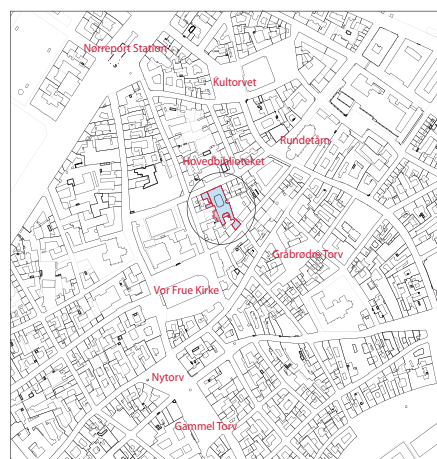 Nørreport Station
Kultorvet
Rundetårn
Hovedbiblioteket
Gråbrødre Torv
Vor Frue Kirke
Nytorv
Gammel Torv